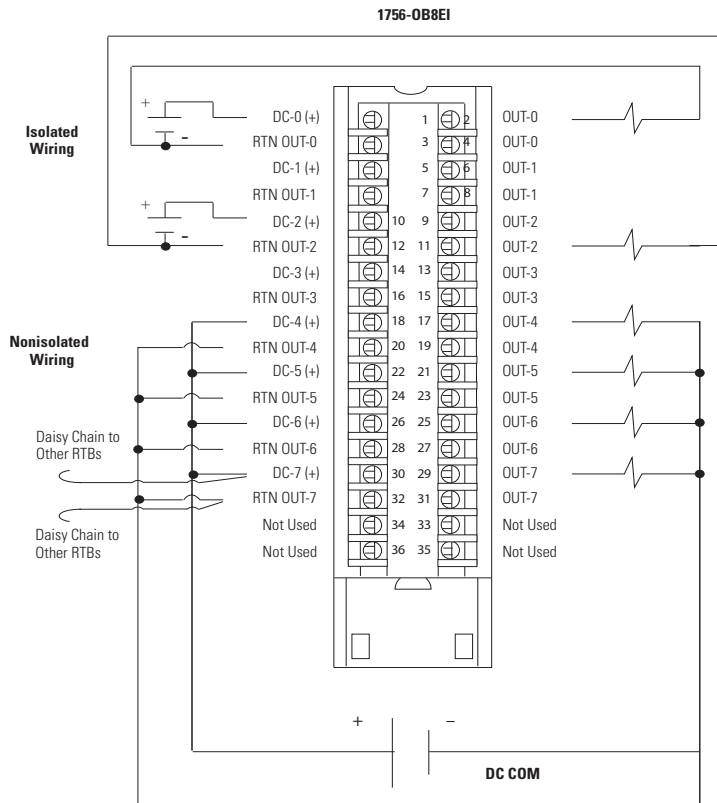 1756-OB8EI
Isolated
Wiring
+
-
+
-
DC-0 (+) 1 2 OUT-0
RTN OUT-0 3 4 OUT-0
DC-1 (+) 5 6 OUT-1
RTN OUT-1 7 8 OUT-1
DC-2 (+) 10 9 OUT-2
RTN OUT-2 12 11 OUT-2
DC-3 (+) 14 13 OUT-3
RTN OUT-3 16 15 OUT-3
DC-4 (+) 18 17 OUT-4
Nonisolated
Wiring
RTN OUT-4 20 19 OUT-4
DC-5 (+) 22 21 OUT-5
RTN OUT-5 24 23 OUT-5
DC-6 (+) 26 25 OUT-6
RTN OUT-6 28 27 OUT-6
Daisy Chain to
Other RTBs
DC-7 (+) 30 29 OUT-7
RTN OUT-7 32 31 OUT-7
Daisy Chain to
Other RTBs
Not Used 34 33 Not Used
Not Used 36 35 Not Used
+ –
DC COM